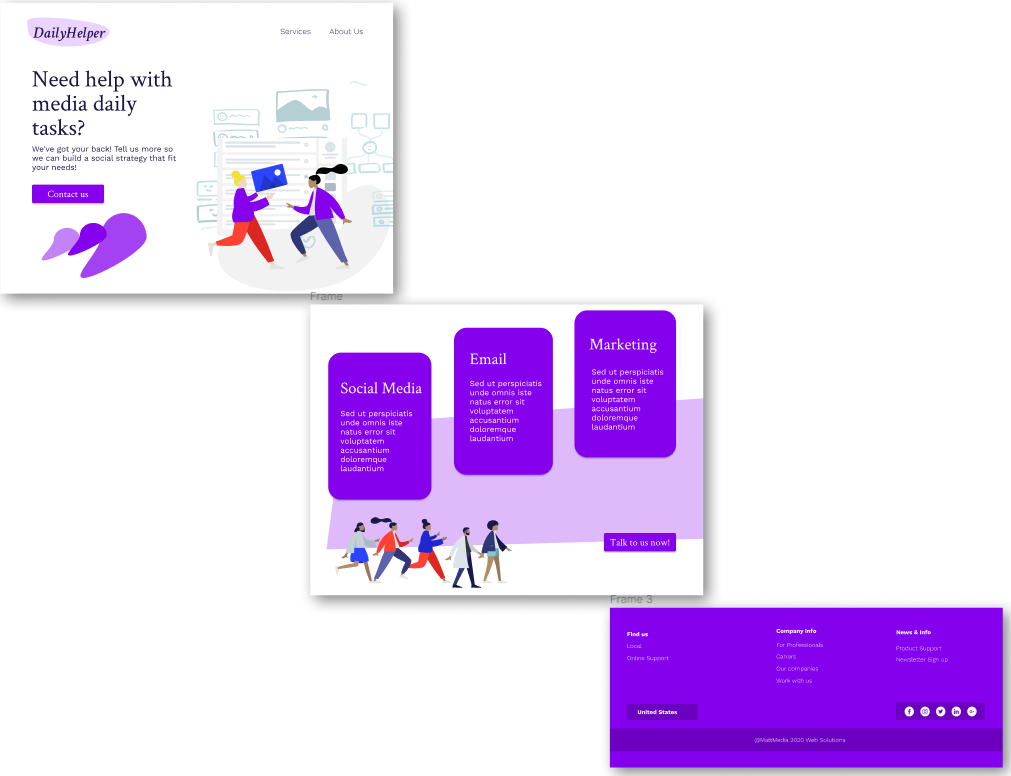 DailyHelper
Services
About Us
Need help with
media daily
tasks?
We've got your back! Tell us more so
we can build a social strategy that fit
your needs!
Contact us
Frame
Social Media
Sed ut perspiciatis
unde omnis iste
natus error sit
voluptatem
accusantium
doloremque
laudantium
Email
Sed ut perspiciatis
unde omnis iste
natus error sit
voluptatem
accusantium
doloremque
laudantium
Marketing
Sed ut perspiciatis
unde omnis iste
natus error sit
voluptatem
accusantium
doloremque
laudantium
Talk to us now!
Frame 3
Find us
Local
Online Support
United States
Company Info
For Professionals
Careers
Our companies
Work with us
News & Info
Product Support
Newsletter Sign up
@MattMedia 2020 Web Solutions